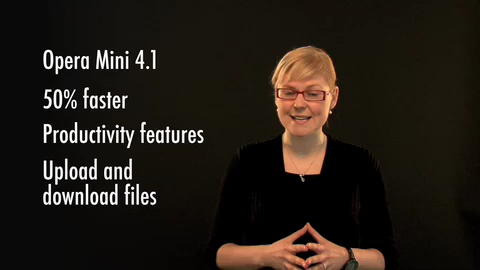 Opera Mini 4.1
50% faster
Productivity features
Upload and
download files